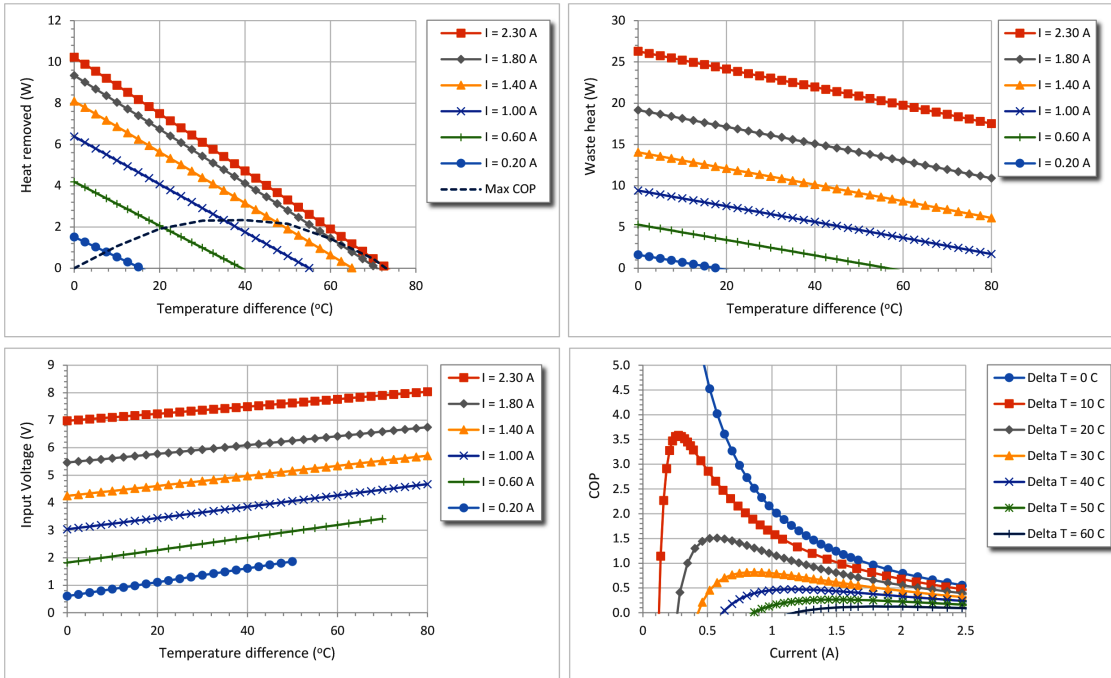 12
10
8
6
4
2
0
0 20 40 60 80
Heat removed (W)
Temperature difference (°C)
I = 2.30 A
I = 1.80 A
I = 1.40 A
I = 1.00 A
I = 0.60 A
I = 0.20 A
Max COP
30
25
20
15
10
5
0
0 20 40 60 80
Waste heat (W)
Temperature difference (°C)
I = 2.30 A
I = 1.80 A
I = 1.40 A
I = 1.00 A
I = 0.60 A
I = 0.20 A
9
8
7
6
5
4
3
2
1
0
0 20 40 60 80
Input Voltage (V)
Temperature difference (°C)
I = 2.30 A
I = 1.80 A
I = 1.40 A
I = 1.00 A
I = 0.60 A
I = 0.20 A
5.0
4.5
4.0
3.5
3.0
2.5
2.0
1.5
1.0
0.5
0.0
0 0.5 1 1.5 2 2.5
COP
Current (A)
Delta T = 0 C
Delta T = 10 C
Delta T = 20 C
Delta T = 30 C
Delta T = 40 C
Delta T = 50 C
Delta T = 60 C